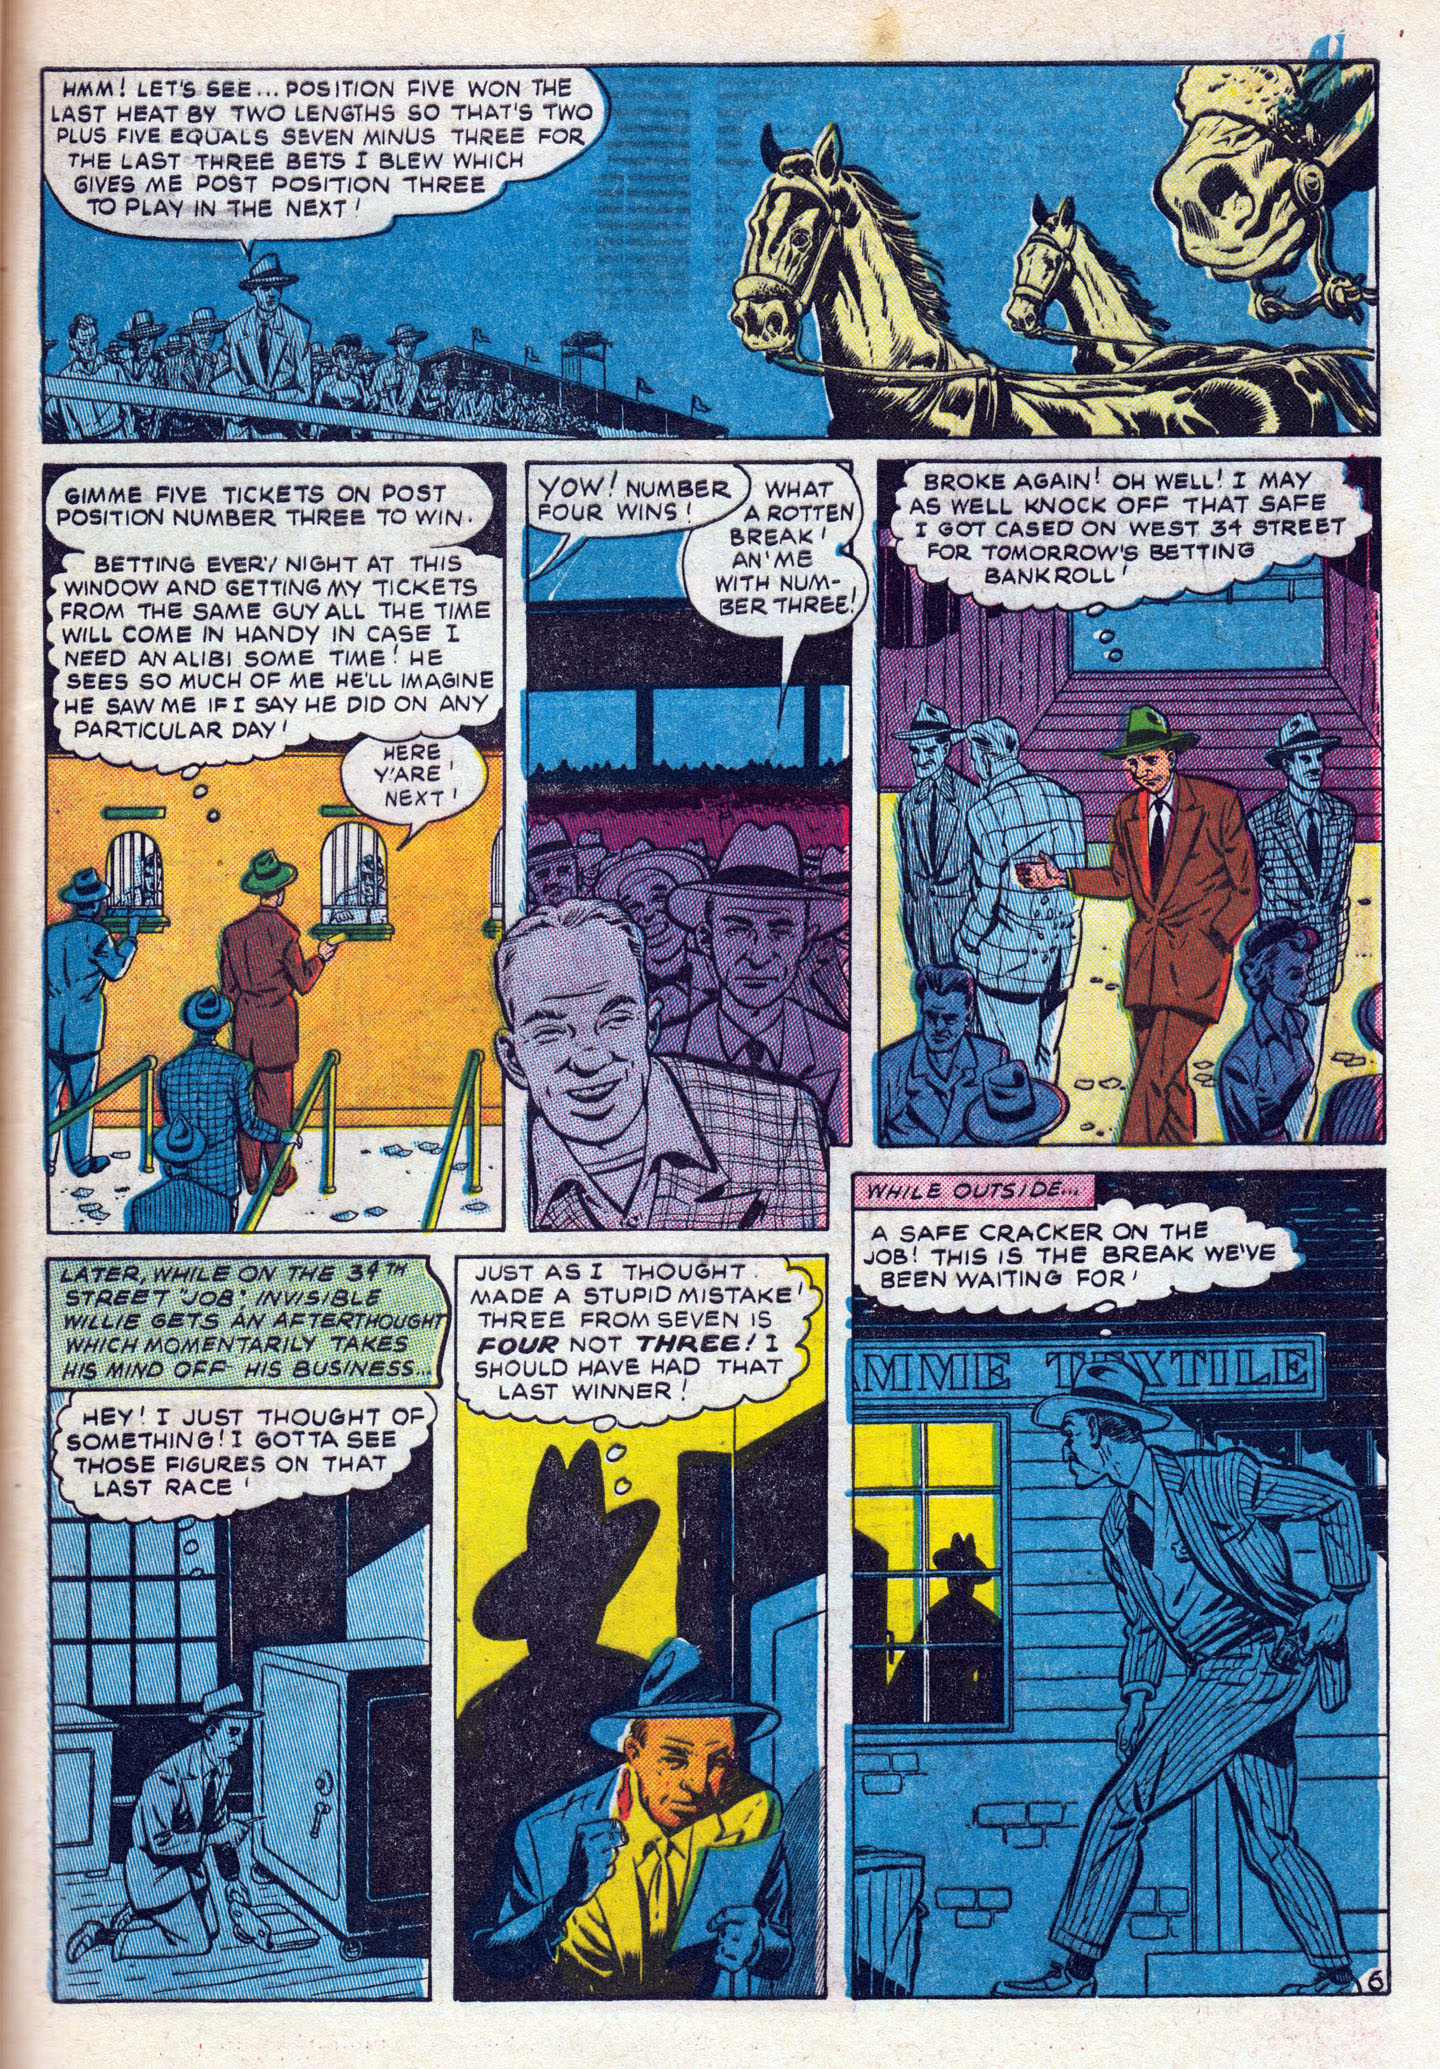 HMM! LET'S SEE... POSITION FIVE WON THE
LAST HEAT BY TWO LENGTHS SO THAT'S TWO
PLUS FIVE EQUALS SEVEN MINUS THREE FOR
THE LAST THREE BETS I BLEW WHICH
GIVES ME POST POSITION THREE
TO PLAY IN THE NEXT!
GIMME FIVE TICKETS ON POST
POSITION NUMBER THREE TO WIN.
BETTING EVERY NIGHT AT THIS
WINDOW AND GETTING MY TICKETS
FROM THE SAME GUY ALL THE TIME
WILL COME IN HANDY IN CASE I
NEED AN ALIBI SOME TIME! HE
SEES SO MUCH OF ME HE'LL IMAGINE
HE SAW ME IF I SAY HE DID ON ANY
PARTICULAR DAY!
HERE
Y'ARE!
NEXT!
YOW! NUMBER
FOUR WINS!
WHAT
A ROTTEN
BREAK!
AN' ME
WITH NUM-
BER THREE!
BROKE AGAIN! OH WELL! I MAY
AS WELL KNOCK OFF THAT SAFE
I GOT CASED ON WEST 34 STREET
FOR TOMORROW'S BETTING
BANKROLL!
LATER, WHILE ON THE 34TH
STREET 'JOB', INVISIBLE
WILLIE GETS AN AFTERTHOUGHT
WHICH MOMENTARILY TAKES
HIS MIND OFF HIS BUSINESS...
HEY! I JUST THOUGHT OF
SOMETHING! I GOTTA SEE
THOSE FIGURES ON THAT
LAST RACE!
JUST AS I THOUGHT.
MADE A STUPID MISTAKE!
THREE FROM SEVEN IS
FOUR NOT THREE! I
SHOULD HAVE HAD THAT
LAST WINNER!
WHILE OUTSIDE...
A SAFE CRACKER ON THE
JOB! THIS IS THE BREAK WE'VE
BEEN WAITING FOR!
AMME TEXTILE
6